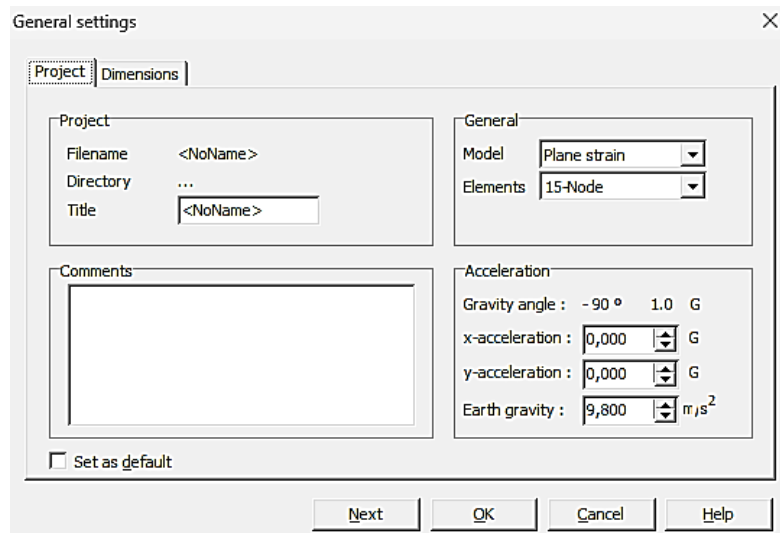 General settings
Project
Dimensions
Project
Filename
<NoName>
Directory
...
Title
<NoName>
General
Model
Plane strain
Elements
15-Node
Comments
Acceleration
Gravity angle :
-90 °
1.0 G
x-acceleration :
0,000
G
y-acceleration :
0,000
G
Earth gravity :
9,800
m/s²
Set as default
Next
OK
Cancel
Help